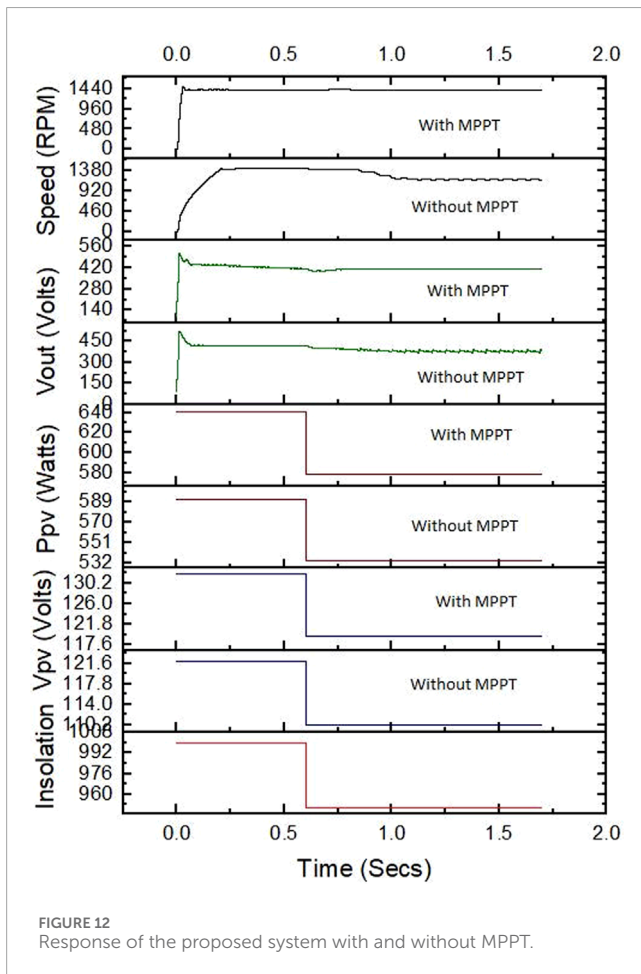 0.0 0.5 1.0 1.5 2.0
Speed (RPM)
1440
960
480
0
With MPPT
1380
920
460
0
Without MPPT
Vout (Volts)
560
420
280
140
With MPPT
450
300
150
0
Without MPPT
Ppv (Watts)
640
620
600
580
With MPPT
589
570
551
532
Without MPPT
Vpv (Volts)
130.2
126.0
121.8
117.6
With MPPT
121.6
117.8
114.0
110.2
Without MPPT
Insolation
1008
992
976
960
0.0 0.5 1.0 1.5 2.0
Time (Secs)
FIGURE 12
Response of the proposed system with and without MPPT.